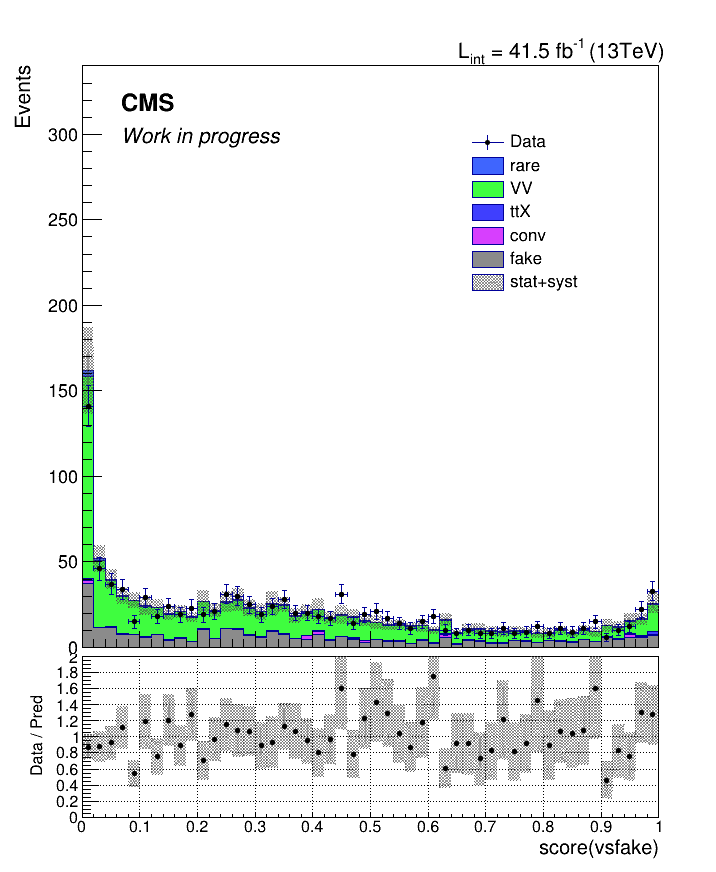 L_int = 41.5 fb^-1 (13TeV)
Events
CMS
Work in progress
Data
rare
VV
ttX
conv
fake
stat+syst
300
250
200
150
100
50
0
Data / Pred
2
1.8
1.6
1.4
1.2
1
0.8
0.6
0.4
0.2
0
0 0.1 0.2 0.3 0.4 0.5 0.6 0.7 0.8 0.9 1
score(vsfake)